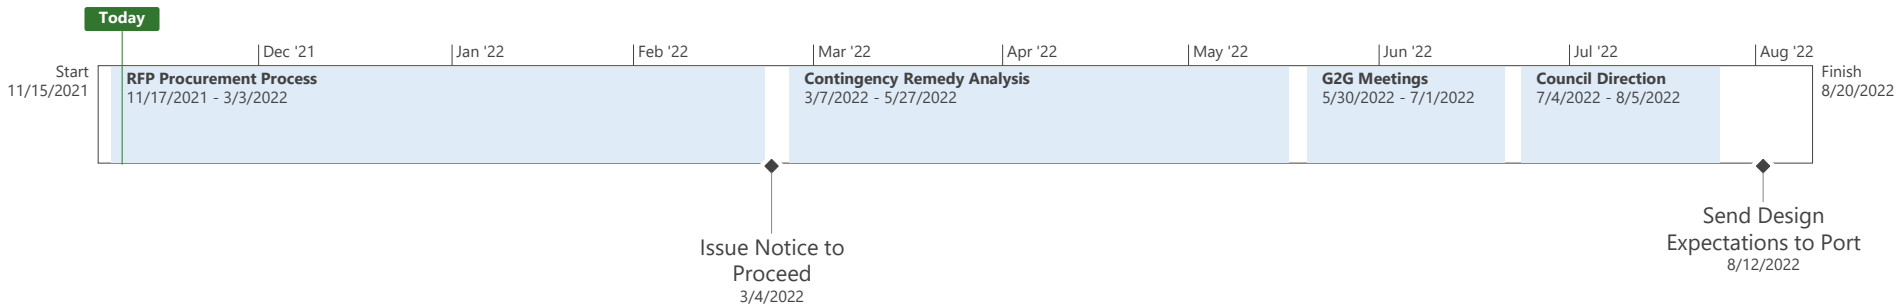 Today
Dec '21
Jan '22
Feb '22
Mar '22
Apr '22
May '22
Jun '22
Jul '22
Aug '22
Start
11/15/2021
RFP Procurement Process
11/17/2021 - 3/3/2022
Contingency Remedy Analysis
3/7/2022 - 5/27/2022
G2G Meetings
5/30/2022 - 7/1/2022
Council Direction
7/4/2022 - 8/5/2022
Finish
8/20/2022
Issue Notice to
Proceed
3/4/2022
Send Design
Expectations to Port
8/12/2022